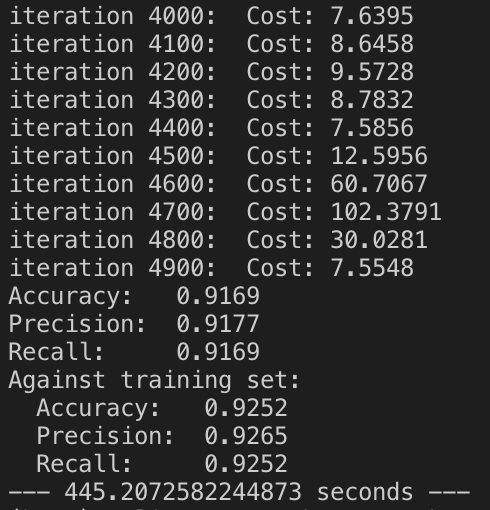 iteration 4000:  Cost: 7.6395
iteration 4100:  Cost: 8.6458
iteration 4200:  Cost: 9.5728
iteration 4300:  Cost: 8.7832
iteration 4400:  Cost: 7.5856
iteration 4500:  Cost: 12.5956
iteration 4600:  Cost: 60.7067
iteration 4700:  Cost: 102.3791
iteration 4800:  Cost: 30.0281
iteration 4900:  Cost: 7.5548
Accuracy:   0.9169
Precision:  0.9177
Recall:     0.9169
Against training set:
  Accuracy:   0.9252
  Precision:  0.9265
  Recall:     0.9252
--- 445.2072582244873 seconds ---